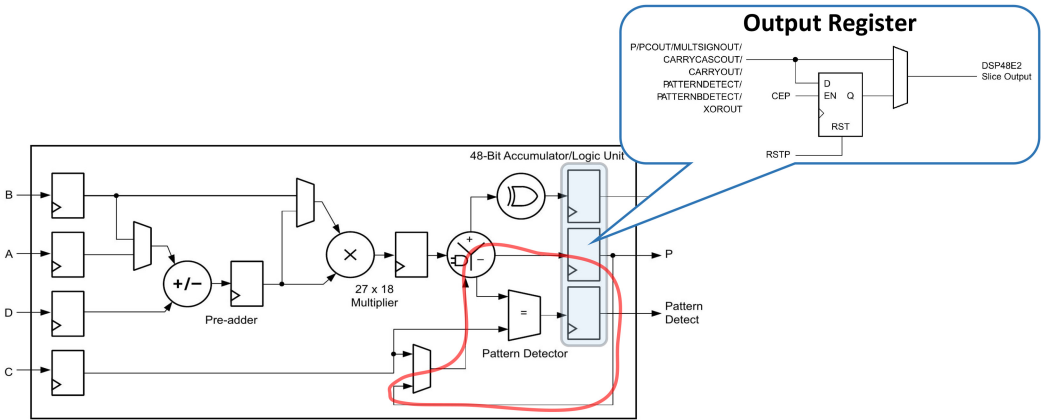 Output Register
P/PCOUT/MULTSIGNOUT/
CARRYCASCOUT/
CARRYOUT/
PATTERNDETECT/
PATTERNBDETECT/
XOROUT
CEP
D
EN Q
RST
RSTP
DSP48E2
Slice Output
48-Bit Accumulator/Logic Unit
B
A
D
C
+/−
Pre-adder
×
27 x 18
Multiplier
+
−
=
Pattern Detector
P
Pattern
Detect